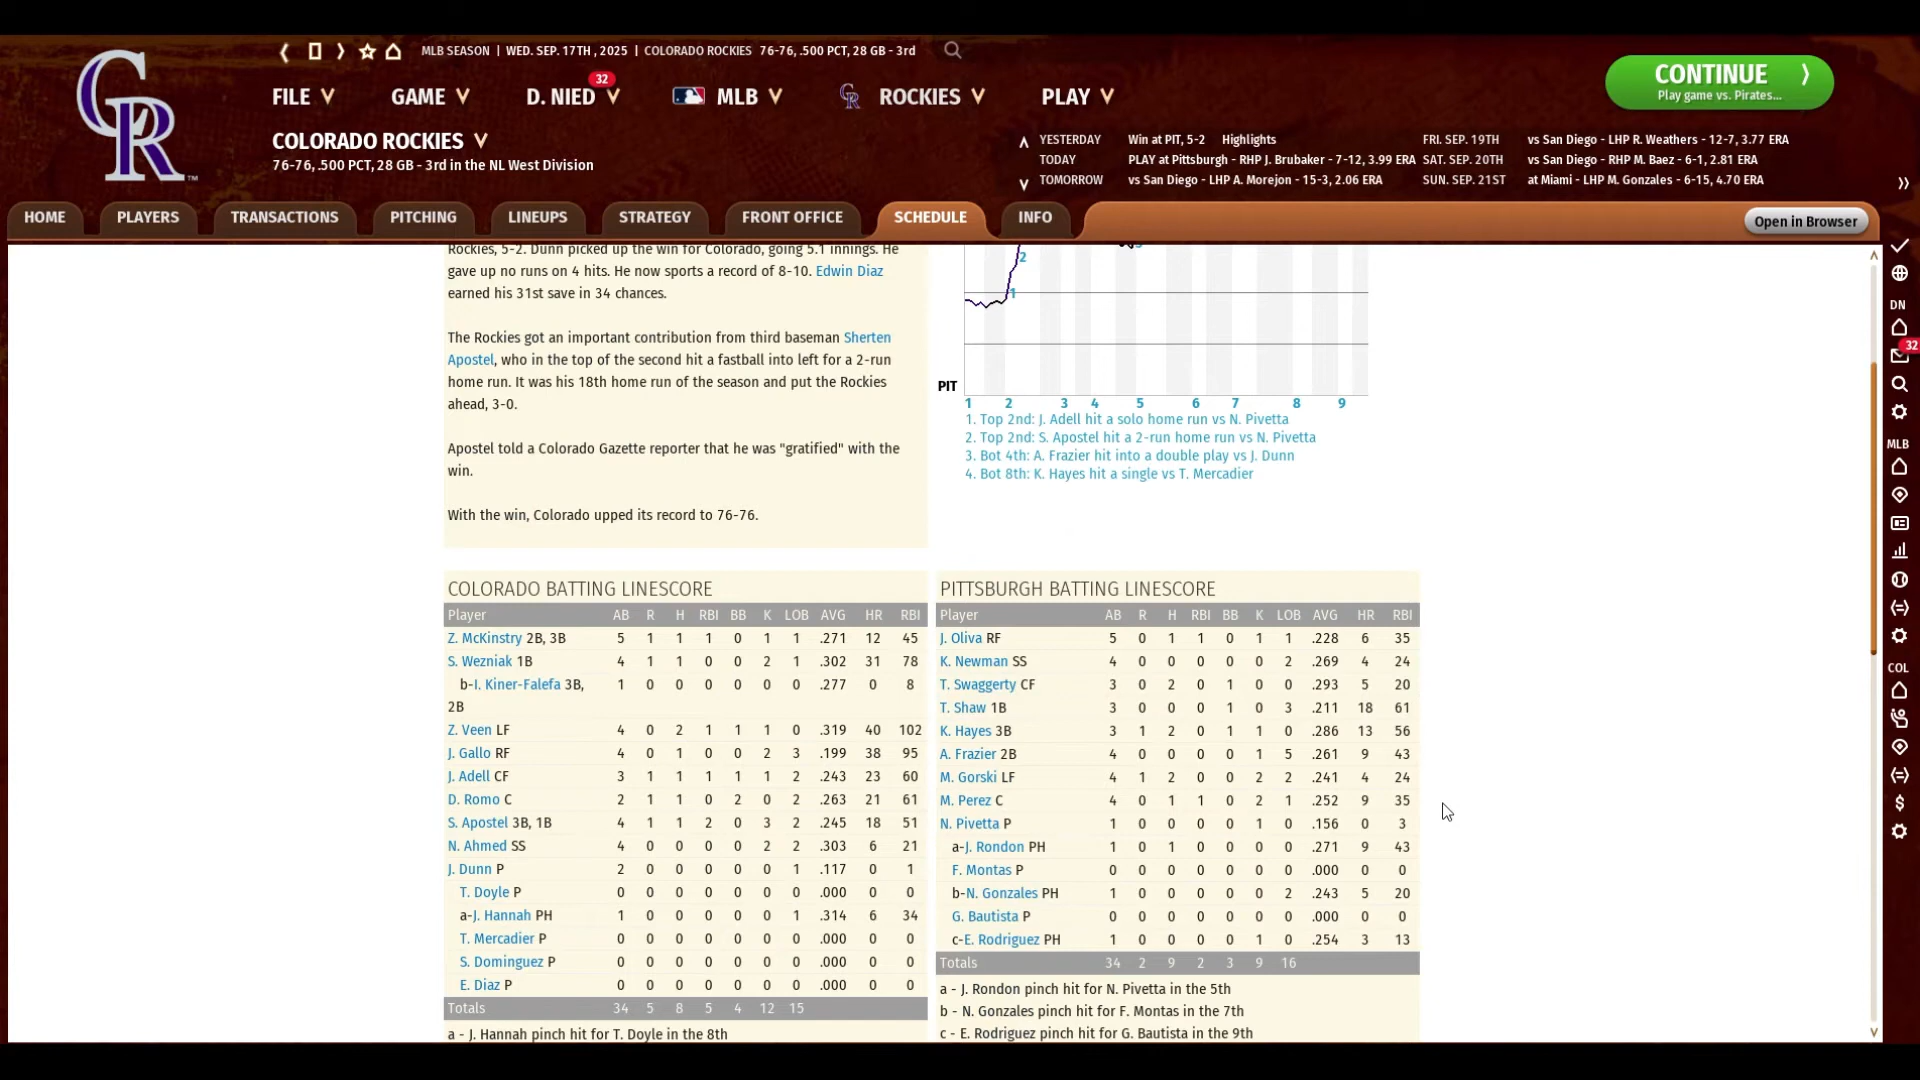 MLB SEASON | WED. SEP. 17TH , 2025 | COLORADO ROCKIES 76-76, .500 PCT, 28 GB - 3rd
32
FILE GAME D. NIED MLB ROCKIES PLAY
CONTINUE
Play game vs. Pirates...
COLORADO ROCKIES
76-76, .500 PCT, 28 GB - 3rd in the NL West Division
YESTERDAY Win at PIT, 5-2 Highlights FRI. SEP. 19TH vs San Diego - LHP R. Weathers - 12-7, 3.77 ERA
TODAY PLAY at Pittsburgh - RHP J. Brubaker - 7-12, 3.99 ERA SAT. SEP. 20TH vs San Diego - RHP M. Baez - 6-1, 2.81 ERA
TOMORROW vs San Diego - LHP A. Morejon - 15-3, 2.06 ERA SUN. SEP. 21ST at Miami - LHP M. Gonzales - 6-15, 4.70 ERA
HOME PLAYERS TRANSACTIONS PITCHING LINEUPS STRATEGY FRONT OFFICE SCHEDULE INFO Open in Browser
Rockies, 5-2. Dunn picked up the win for Colorado, going 5.1 innings. He
gave up no runs on 4 hits. He now sports a record of 8-10. Edwin Diaz
earned his 31st save in 34 chances.
The Rockies got an important contribution from third baseman Sherten
Apostel, who in the top of the second hit a fastball into left for a 2-run
home run. It was his 18th home run of the season and put the Rockies
ahead, 3-0.
Apostel told a Colorado Gazette reporter that he was "gratified" with the
win.
With the win, Colorado upped its record to 76-76.
2
1
PIT
1 2 3 4 5 6 7 8 9
1. Top 2nd: J. Adell hit a solo home run vs N. Pivetta
2. Top 2nd: S. Apostel hit a 2-run home run vs N. Pivetta
3. Bot 4th: A. Frazier hit into a double play vs J. Dunn
4. Bot 8th: K. Hayes hit a single vs T. Mercadier
COLORADO BATTING LINESCORE
Player AB R H RBI BB K LOB AVG HR RBI
Z. McKinstry 2B, 3B 5 1 1 1 0 1 1 .271 12 45
S. Wezniak 1B 4 1 1 0 0 2 1 .302 31 78
b-I. Kiner-Falefa 3B, 1 0 0 0 0 0 0 .277 0 8
2B
Z. Veen LF 4 0 2 1 1 1 0 .319 40 102
J. Gallo RF 4 0 1 0 0 2 3 .199 38 95
J. Adell CF 3 1 1 1 1 1 2 .243 23 60
D. Romo C 2 1 1 0 2 0 2 .263 21 61
S. Apostel 3B, 1B 4 1 1 2 0 3 2 .245 18 51
N. Ahmed SS 4 0 0 0 0 2 2 .303 6 21
J. Dunn P 2 0 0 0 0 0 1 .117 0 1
T. Doyle P 0 0 0 0 0 0 0 .000 0 0
a-J. Hannah PH 1 0 0 0 0 0 1 .314 6 34
T. Mercadier P 0 0 0 0 0 0 0 .000 0 0
S. Dominguez P 0 0 0 0 0 0 0 .000 0 0
E. Diaz P 0 0 0 0 0 0 0 .000 0 0
Totals 34 5 8 5 4 12 15
a - J. Hannah pinch hit for T. Doyle in the 8th
PITTSBURGH BATTING LINESCORE
Player AB R H RBI BB K LOB AVG HR RBI
J. Oliva RF 5 0 1 1 0 1 1 .228 6 35
K. Newman SS 4 0 0 0 0 0 2 .269 4 24
T. Swaggerty CF 3 0 2 0 1 0 0 .293 5 20
T. Shaw 1B 3 0 0 0 1 0 3 .211 18 61
K. Hayes 3B 3 1 2 0 1 1 0 .286 13 56
A. Frazier 2B 4 0 0 0 0 1 5 .261 9 43
M. Gorski LF 4 1 2 0 0 2 2 .241 4 24
M. Perez C 4 0 1 1 0 2 1 .252 9 35
N. Pivetta P 1 0 0 0 0 1 0 .156 0 3
a-J. Rondon PH 1 0 1 0 0 0 0 .271 9 43
F. Montas P 0 0 0 0 0 0 0 .000 0 0
b-N. Gonzales PH 1 0 0 0 0 0 2 .243 5 20
G. Bautista P 0 0 0 0 0 0 0 .000 0 0
c-E. Rodriguez PH 1 0 0 0 0 1 0 .254 3 13
Totals 34 2 9 2 3 9 16
a - J. Rondon pinch hit for N. Pivetta in the 5th
b - N. Gonzales pinch hit for F. Montas in the 7th
c - E. Rodriguez pinch hit for G. Bautista in the 9th
DN
32
MLB
COL
CR